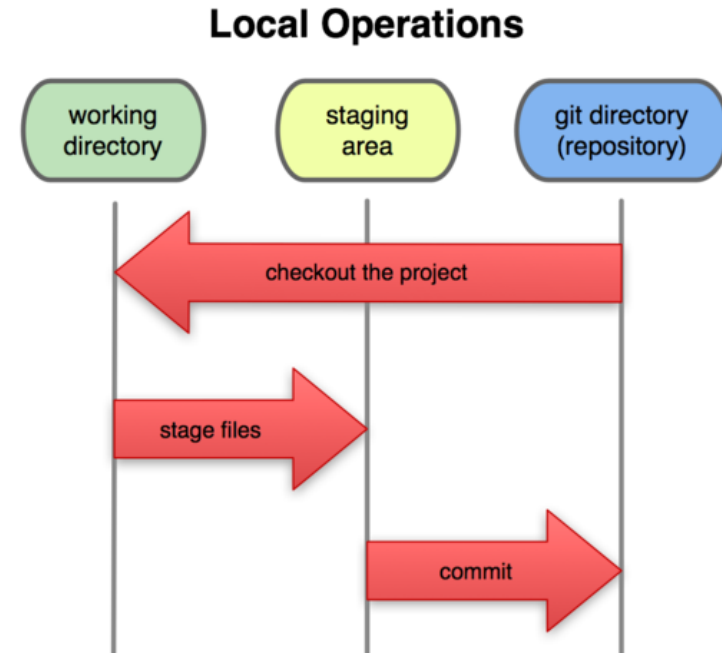 Local Operations
working
directory
staging
area
git directory
(repository)
checkout the project
stage files
commit